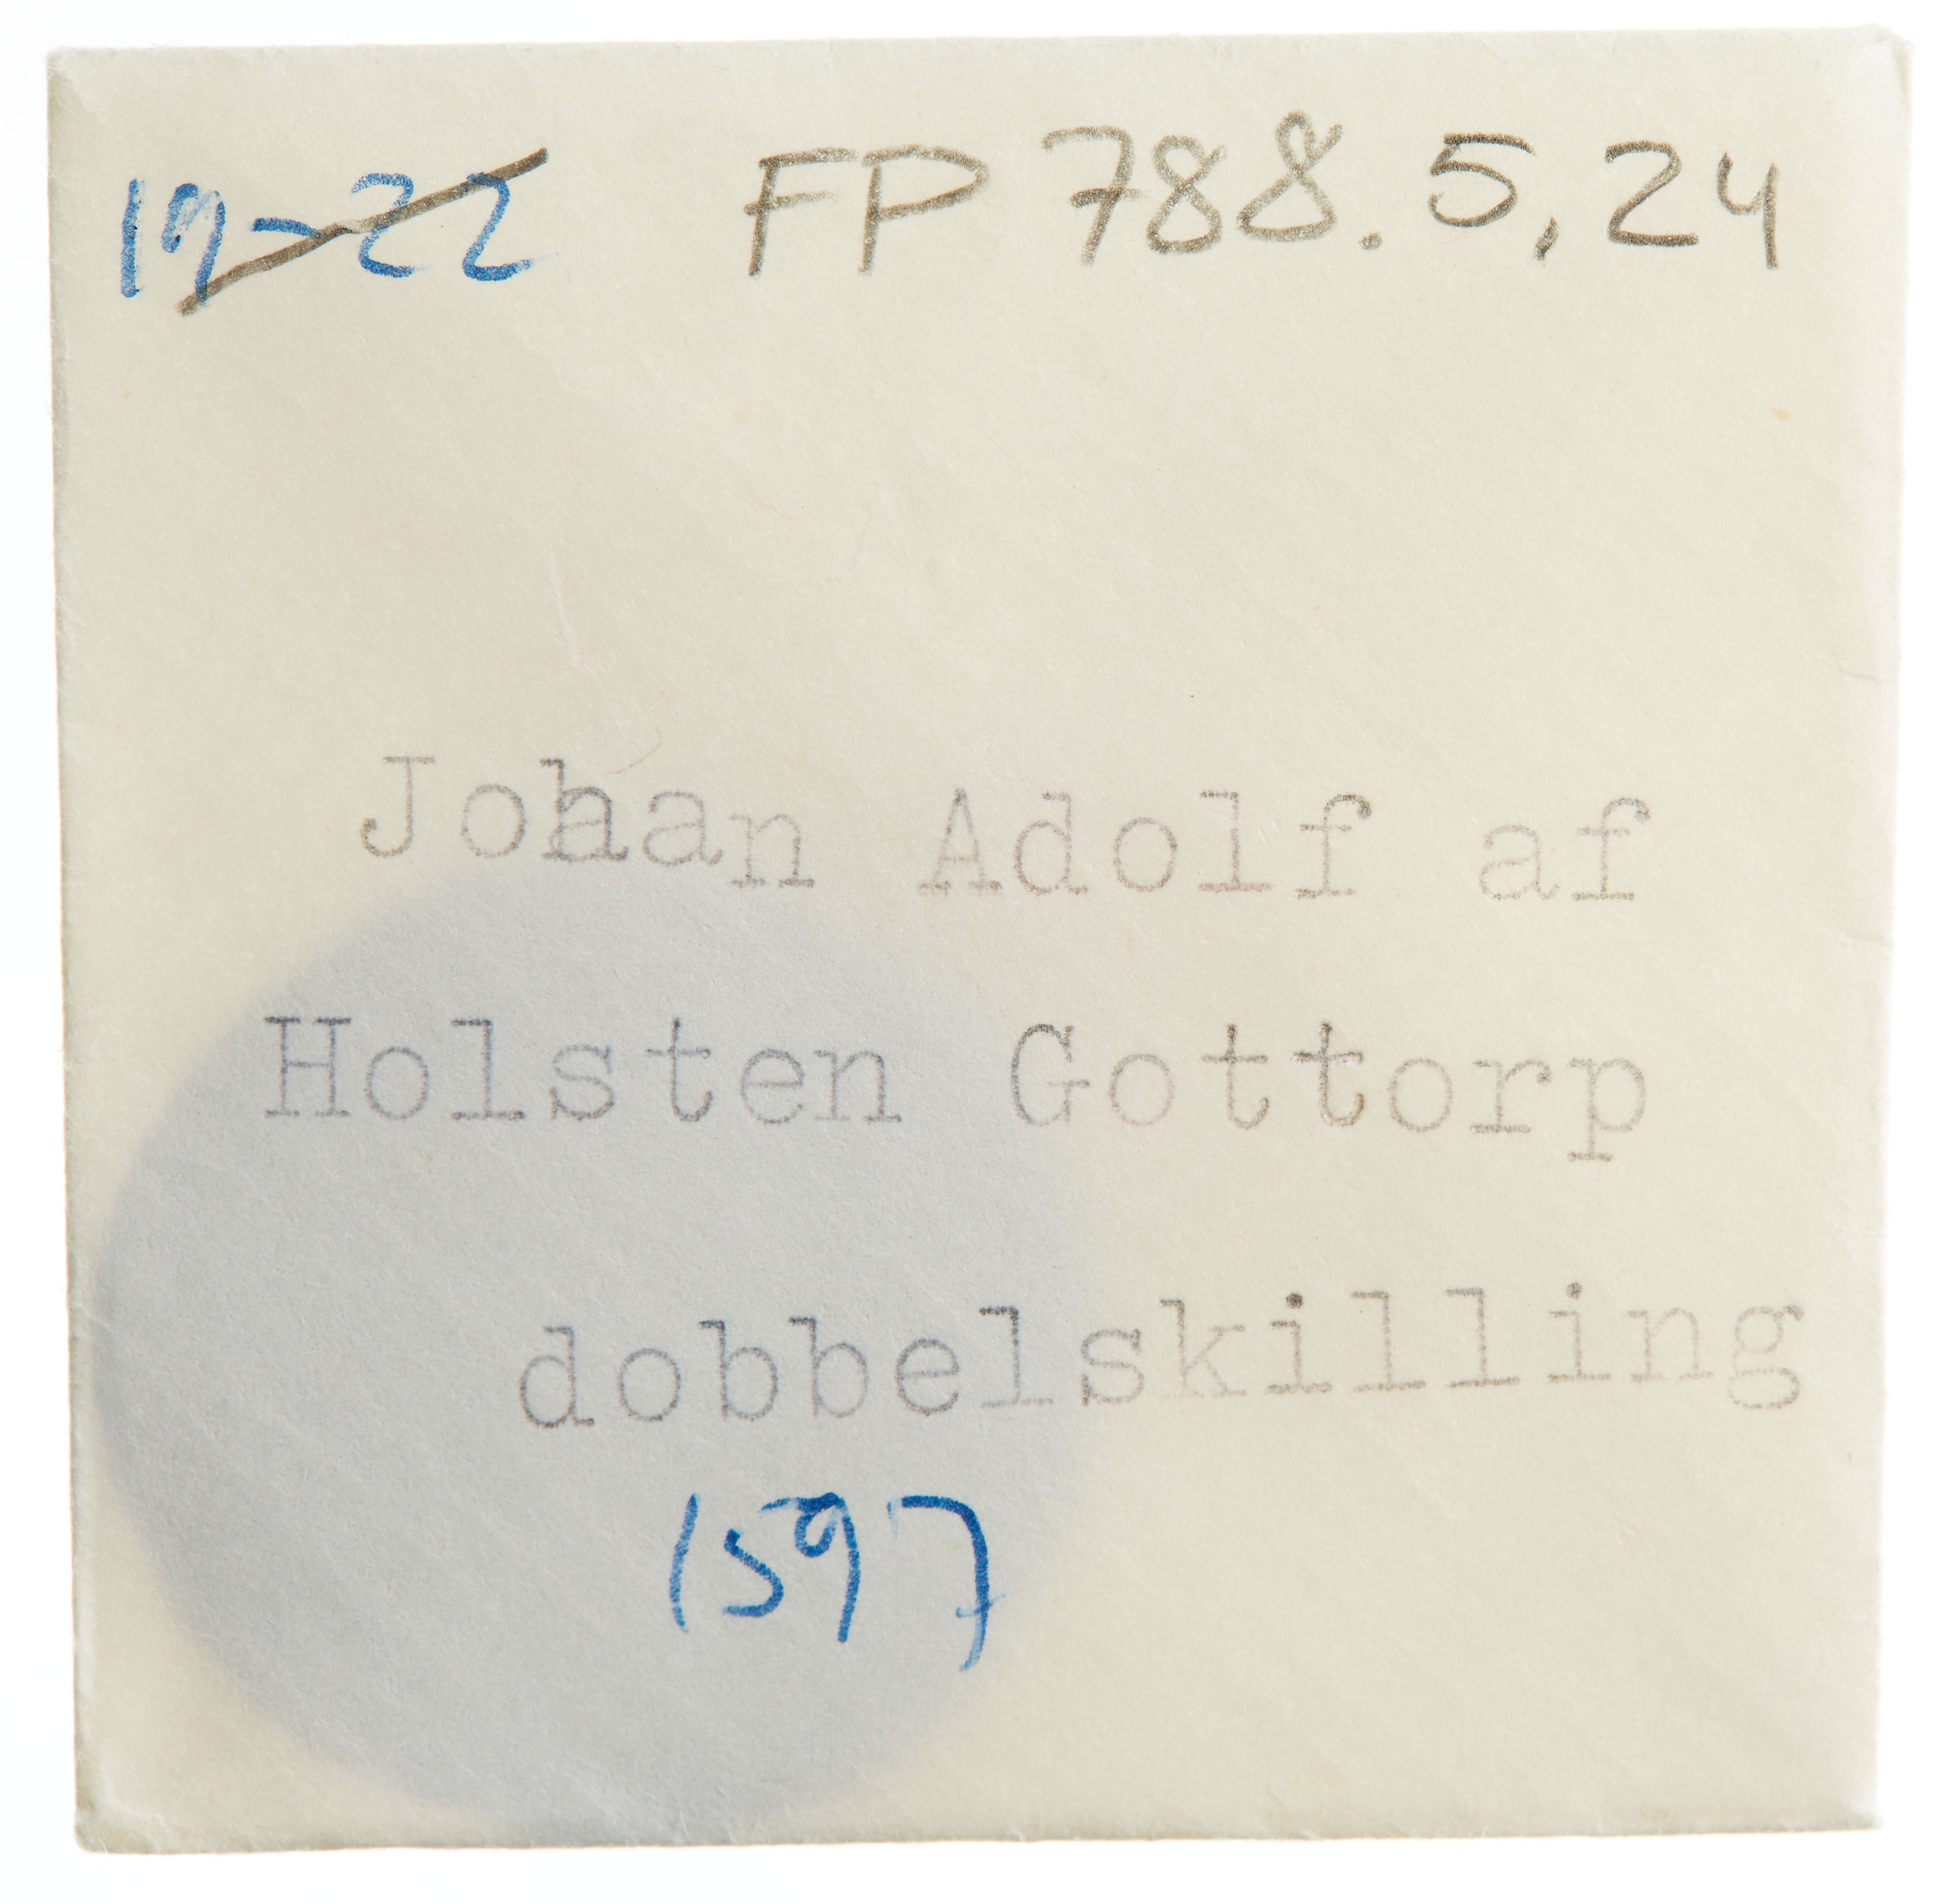 19-22 FP 788.5,24
Johan Adolf af
Holsten Gottorp
dobbelskilling
1597